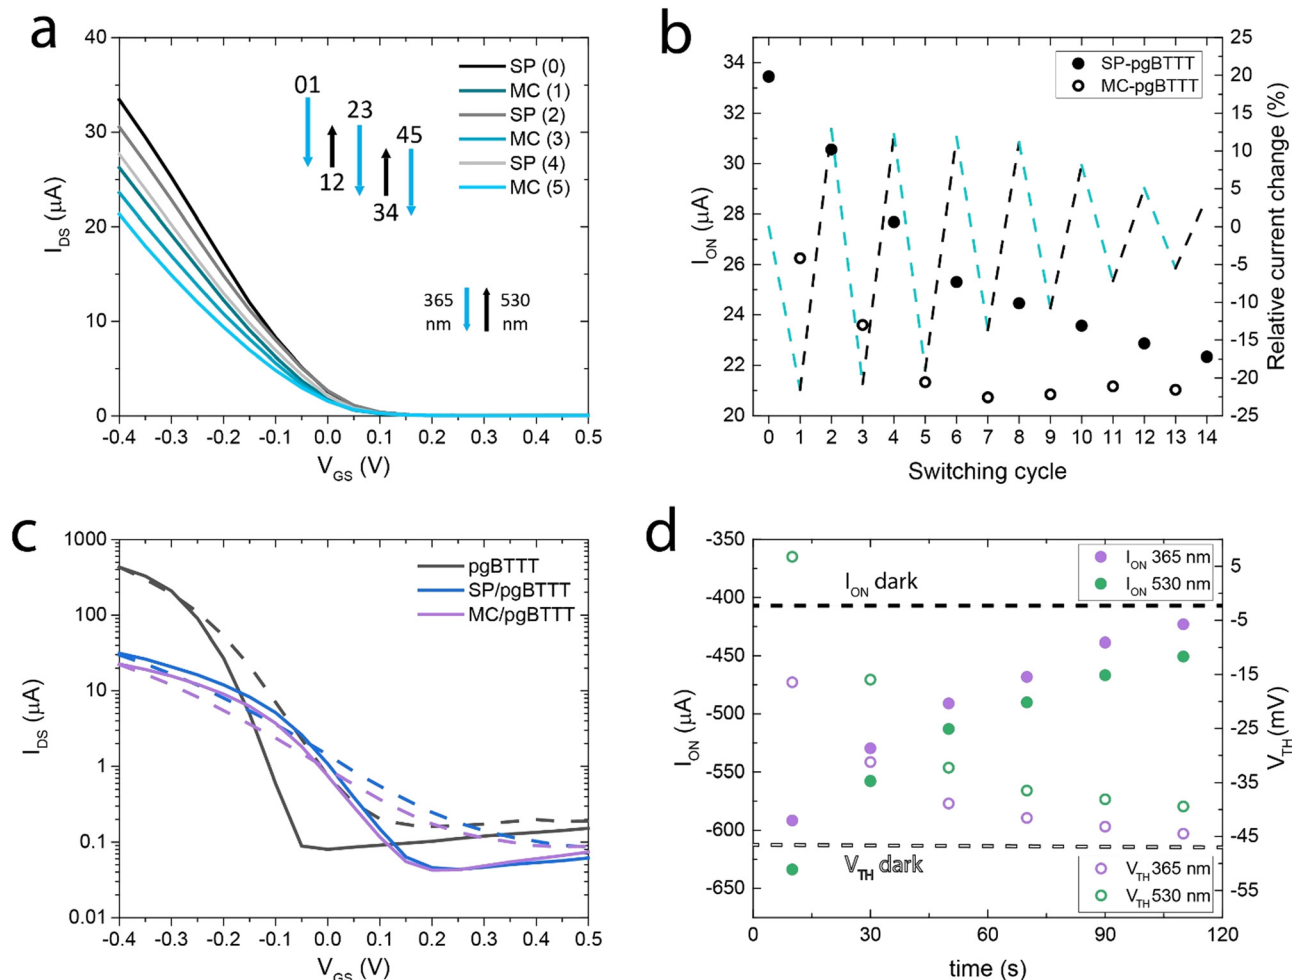 a
40
30
20
10
0
I_DS (μA)
-0.4 -0.3 -0.2 -0.1 0.0 0.1 0.2 0.3 0.4 0.5
V_GS (V)
SP (0)
MC (1)
SP (2)
MC (3)
SP (4)
MC (5)
01
23
45
12
34
365 nm
530 nm
b
34
32
30
28
26
24
22
20
I_ON (μA)
0 1 2 3 4 5 6 7 8 9 10 11 12 13 14
Switching cycle
SP-pgBTTT
MC-pgBTTT
25
20
15
10
5
0
-5
-10
-15
-20
-25
Relative current change (%)
c
1000
100
10
1
0.1
0.01
I_DS (μA)
-0.4 -0.3 -0.2 -0.1 0.0 0.1 0.2 0.3 0.4 0.5
V_GS (V)
pgBTTT
SP/pgBTTT
MC/pgBTTT
d
-350
-400
-450
-500
-550
-600
-650
I_ON (μA)
0 30 60 90 120
time (s)
I_ON 365 nm
I_ON 530 nm
I_ON dark
V_TH dark
V_TH 365 nm
V_TH 530 nm
5
-5
-15
-25
-35
-45
-55
V_TH (mV)